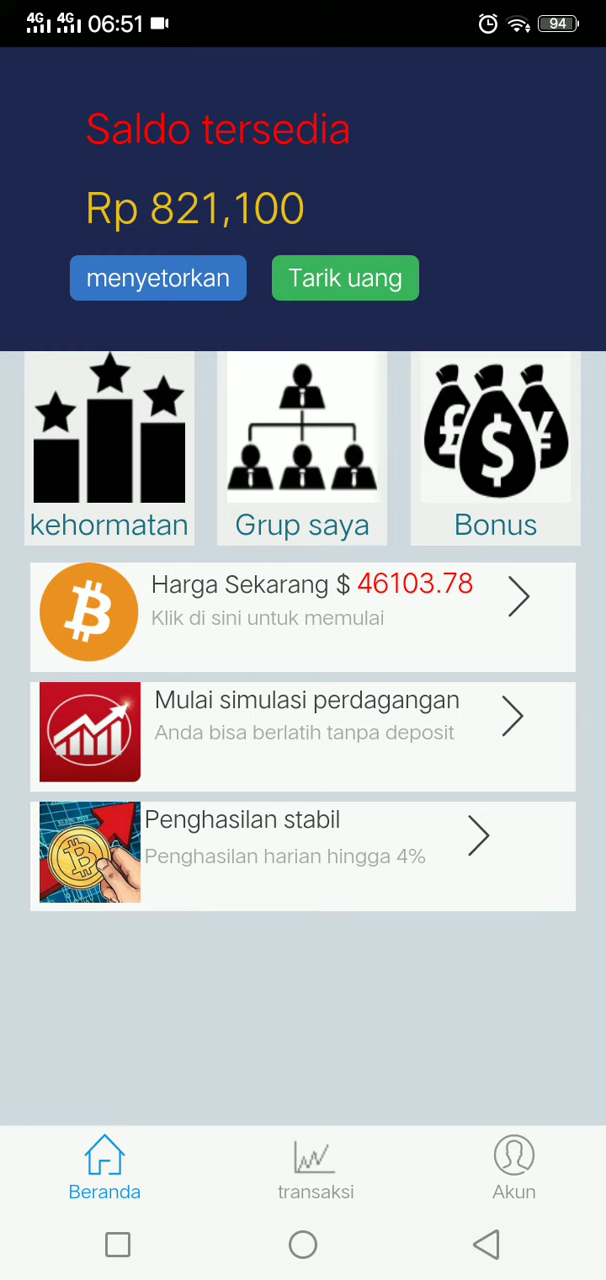 4G 4G 06:51 94
Saldo tersedia
Rp 821,100
menyetorkan Tarik uang
kehormatan Grup saya Bonus
Harga Sekarang $ 46103.78
Klik di sini untuk memulai
Mulai simulasi perdagangan
Anda bisa berlatih tanpa deposit
Penghasilan stabil
Penghasilan harian hingga 4%
Beranda transaksi Akun